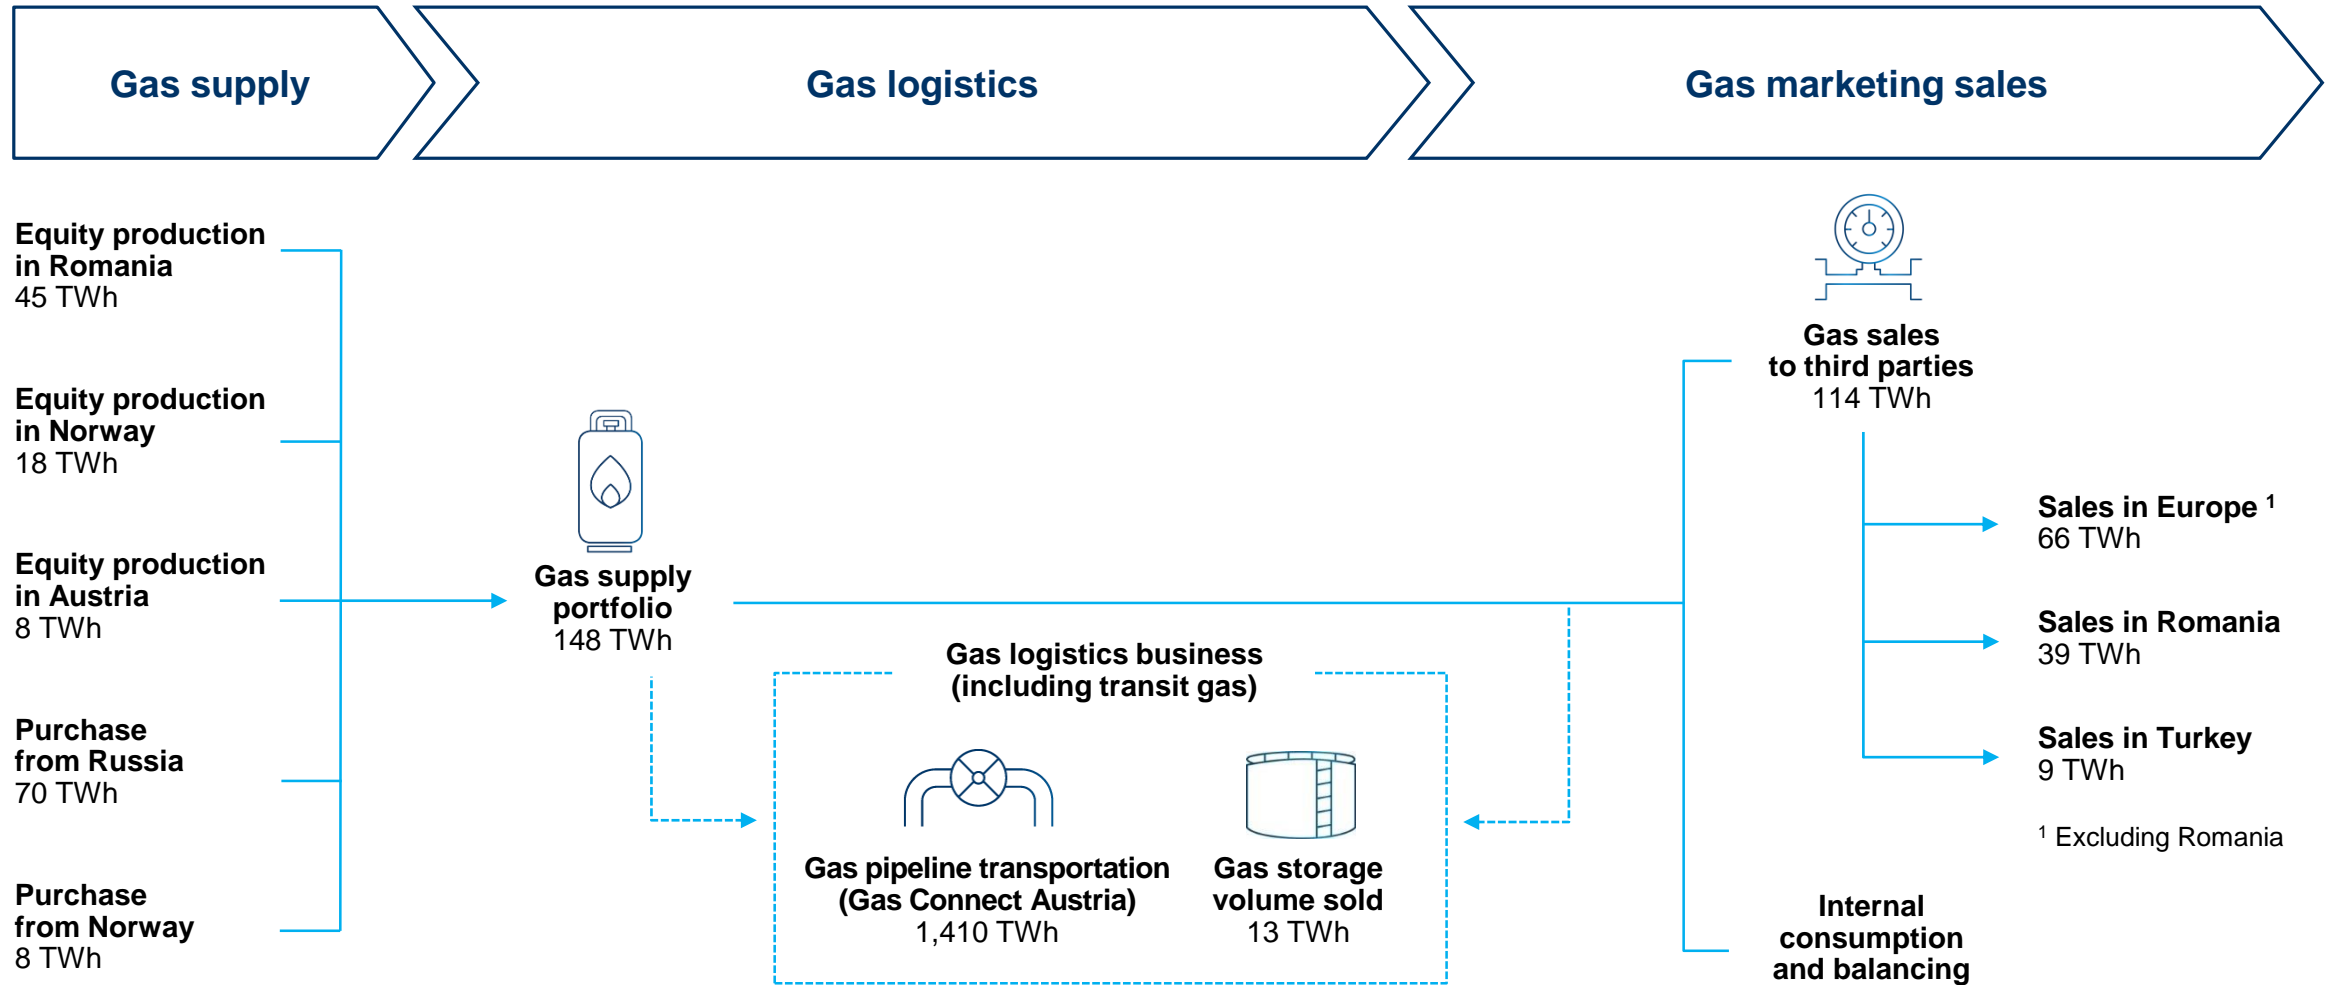 Gas supply
Gas logistics
Gas marketing sales
Equity production
in Romania
45 TWh
Equity production
in Norway
18 TWh
Equity production
in Austria
8 TWh
Purchase
from Russia
70 TWh
Purchase
from Norway
8 TWh
Gas supply
portfolio
148 TWh
Gas logistics business
(including transit gas)
Gas pipeline transportation
(Gas Connect Austria)
1,410 TWh
Gas storage
volume sold
13 TWh
Gas sales
to third parties
114 TWh
Sales in Europe ¹
66 TWh
Sales in Romania
39 TWh
Sales in Turkey
9 TWh
¹ Excluding Romania
Internal
consumption
and balancing